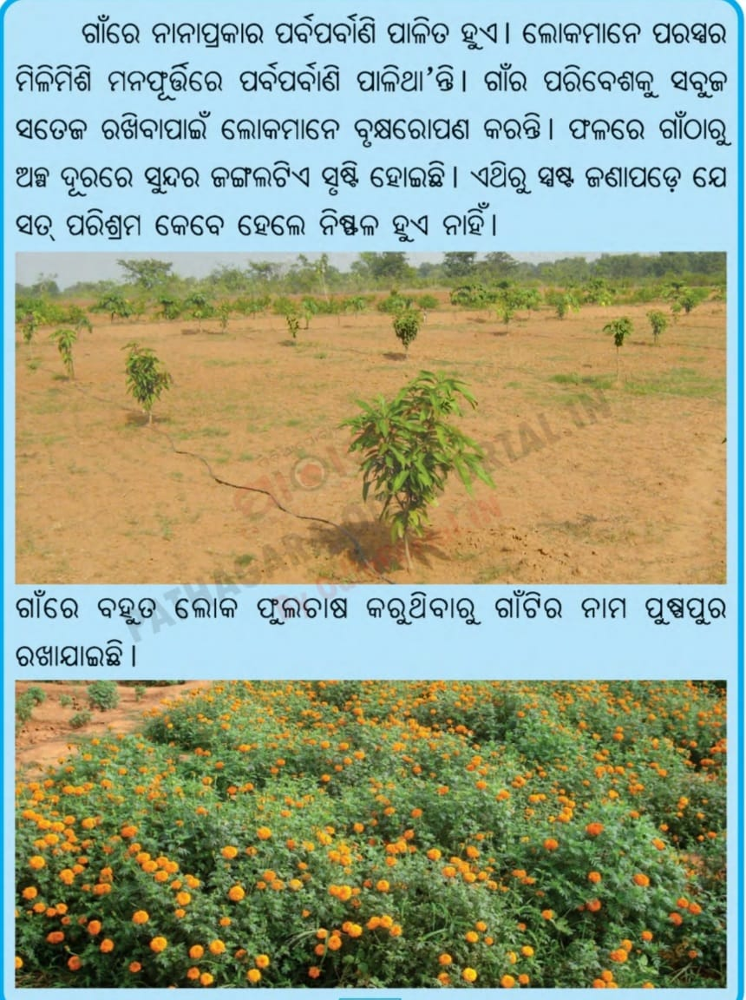 ଗାଁରେ ନାନାପ୍ରକାର ପର୍ବପର୍ବାଣି ପାଳିତ ହୁଏ। ଲୋକମାନେ ପରସ୍ପର
ମିଳିମିଶି ମନଫୂର୍ତ୍ତିରେ ପର୍ବପର୍ବାଣି ପାଳିଥା’ନ୍ତି। ଗାଁର ପରିବେଶକୁ ସବୁଜ
ସତେଜ ରଖିବାପାଇଁ ଲୋକମାନେ ବୃକ୍ଷରୋପଣ କରନ୍ତି। ଫଳରେ ଗାଁଠାରୁ
ଅଳ୍ପ ଦୂରରେ ସୁନ୍ଦର ଜଙ୍ଗଲଟିଏ ସୃଷ୍ଟି ହୋଇଛି। ଏଥିରୁ ସ୍ପଷ୍ଟ ଜଣାପଡ଼େ ଯେ
ସତ୍ ପରିଶ୍ରମ କେବେ ହେଲେ ନିଷ୍ଫଳ ହୁଏ ନାହିଁ।
ଗାଁରେ ବହୁତ ଲୋକ ଫୁଲଚାଷ କରୁଥିବାରୁ ଗାଁଟିର ନାମ ପୁଷ୍ପପୁର
ରଖାଯାଇଛି।